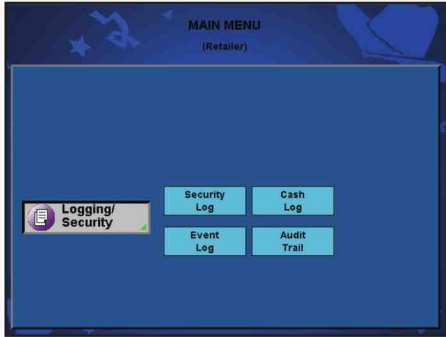 MAIN MENU
(Retailer)
Logging/
Security
Security
Log
Cash
Log
Event
Log
Audit
Trail